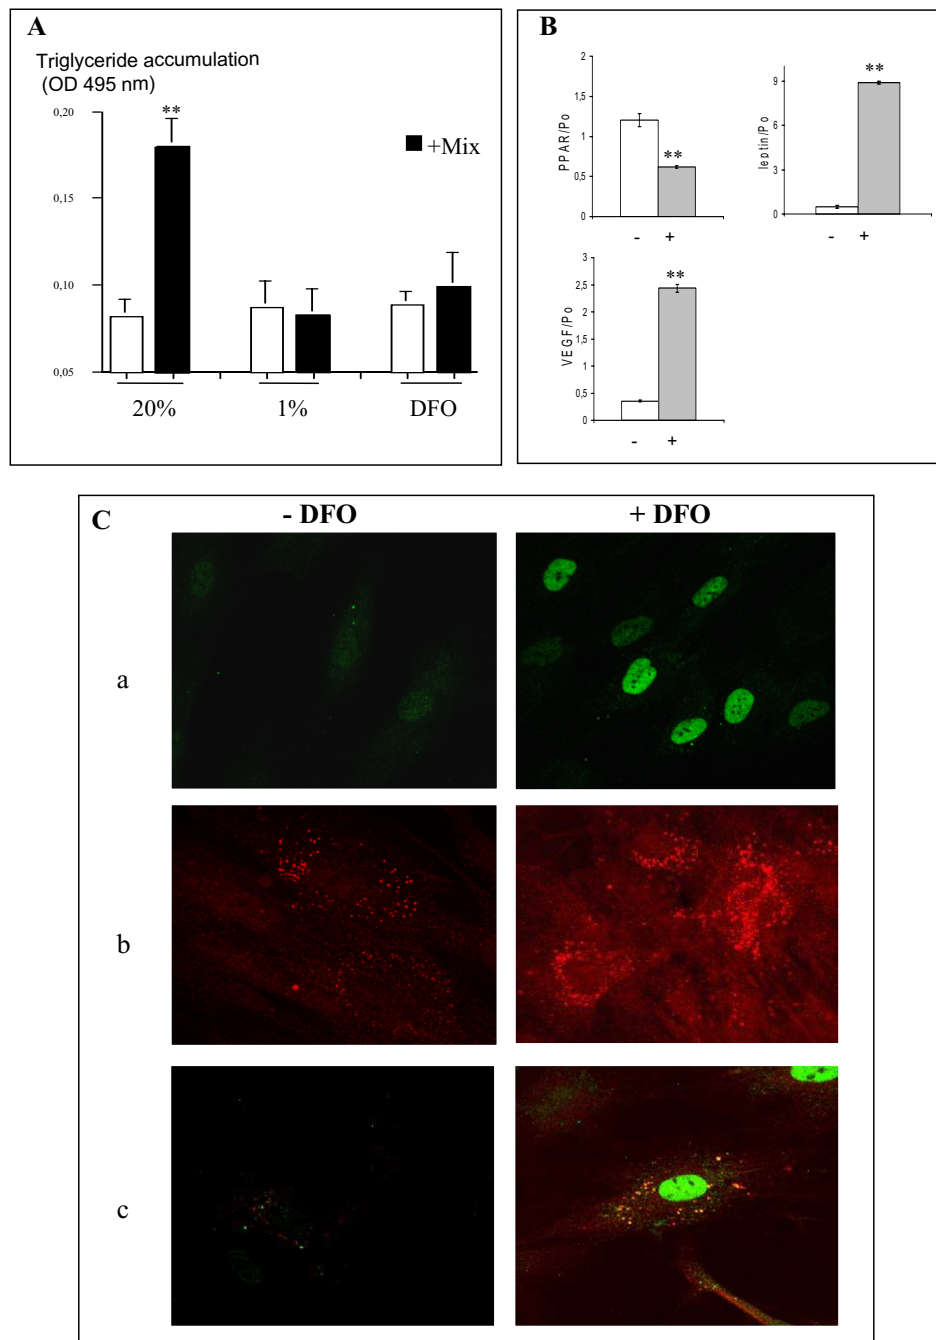 A
Triglyceride accumulation
(OD 495 nm)
0,20
0,15
0,10
0,05
**
+Mix
20%
1%
DFO
B
PPAR/Po
2
1,5
1
0,5
0
**
-
+
leptin/Po
9
6
3
0
**
-
+
VEGF/Po
3
2,5
2
1,5
1
0,5
0
**
-
+
C
- DFO
+ DFO
a
b
c